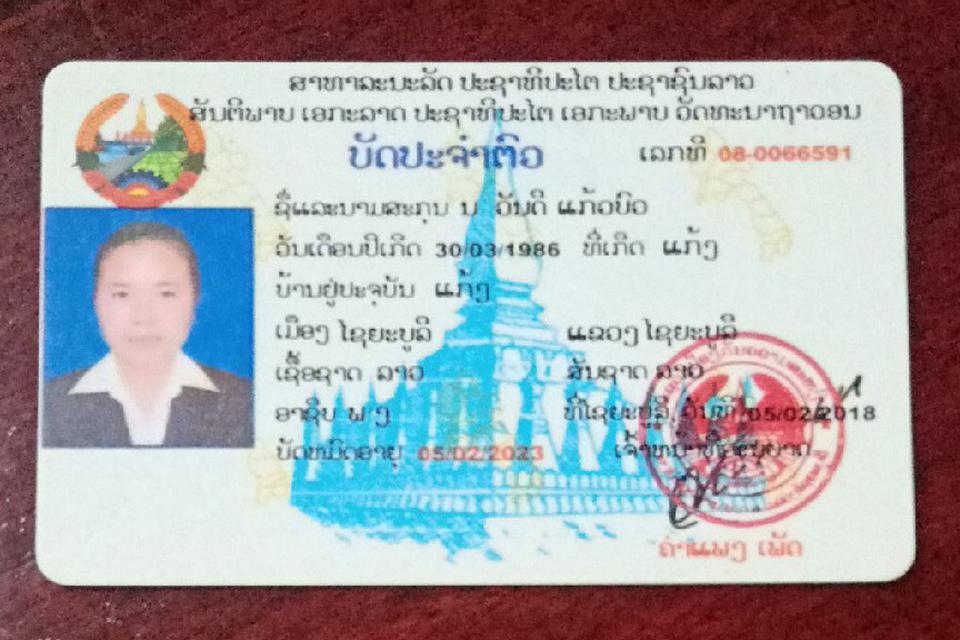 ສາທາລະນະລັດ ປະຊາທິປະໄຕ ປະຊາຊົນລາວ
ສັນຕິພາບ ເອກະລາດ ປະຊາທິປະໄຕ ເອກະພາບ ວັດທະນາຖາວອນ
ບັດປະຈຳຕົວ ເລກທີ 08-0066591
ຊື່ແລະນາມສະກຸນ ນ ວັນດີ ແກ້ວບົວ
ວັນເດືອນປີເກີດ 30/03/1986 ທີ່ເກີດ ແກ້ງ
ບ້ານຢູ່ປະຈຸບັນ ແກ້ງ
ເມືອງ ໄຊຍະບູລີ ແຂວງ ໄຊຍະບູລີ
ເຊື້ອຊາດ ລາວ ສັນຊາດ ລາວ
ອາຊີບ ທີ່ໄຊຍະບູລີ, ວັນທີ 05/02/2018
ບັດໝົດອາຍຸ 05/02/2023 ເຈົ້າຫນ້າທີ່ອະນຸຍາດ
ຄຳແພງ ເພັດ